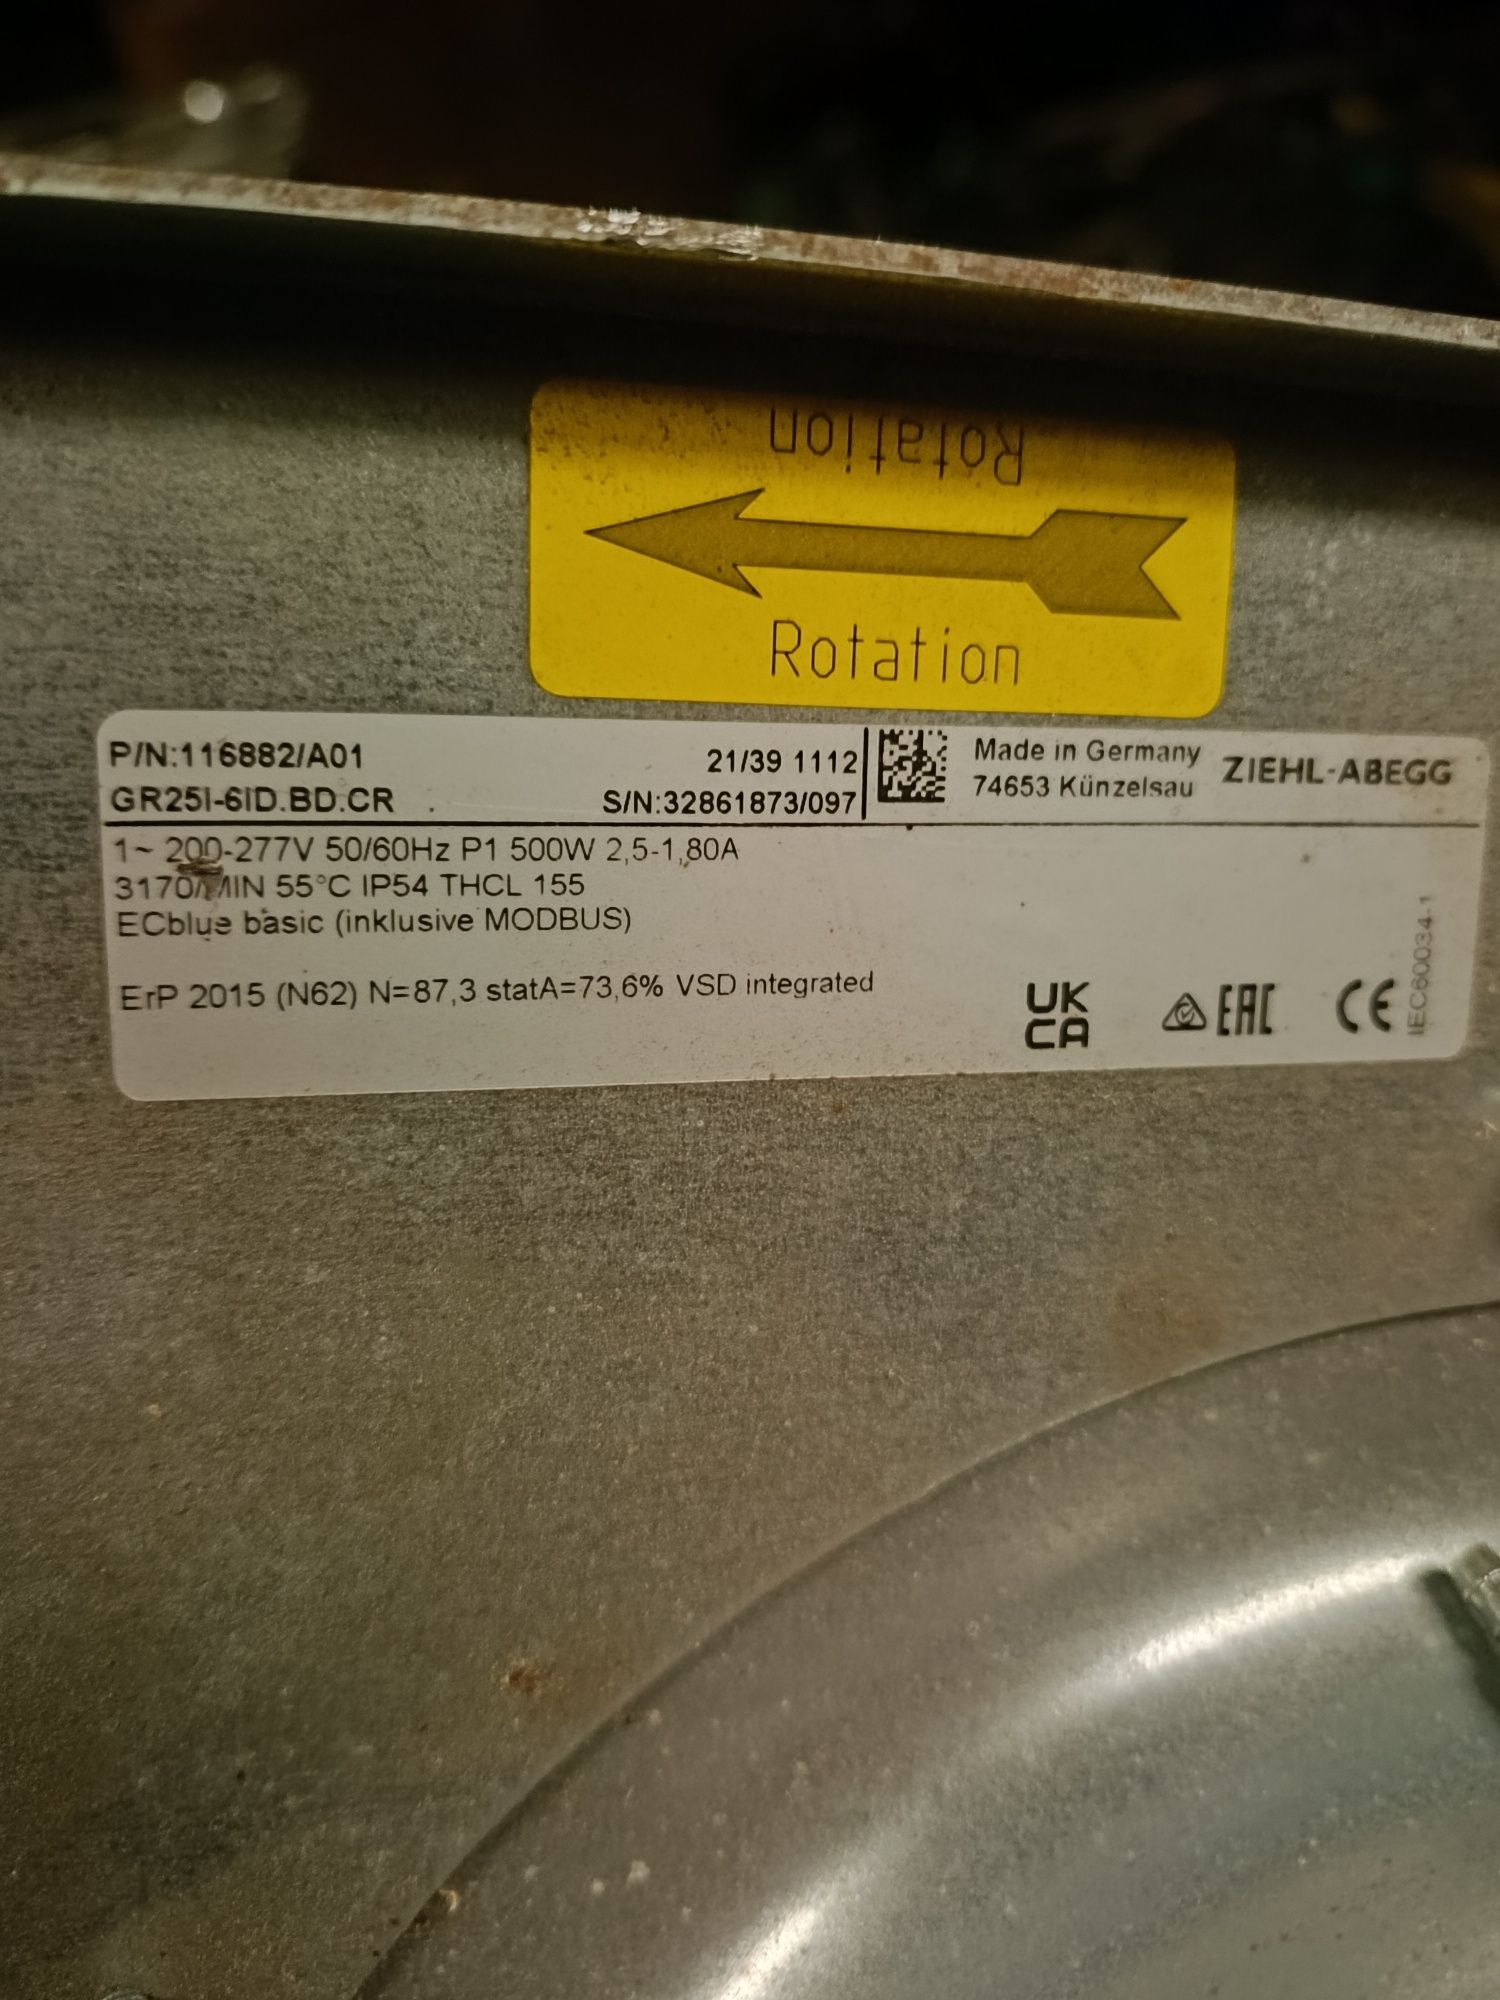 Rotation
Rotation
P/N:116882/A01
GR25I-6ID.BD.CR
21/39 1112
S/N:32861873/097
Made in Germany
74653 Künzelsau
ZIEHL-ABEGG
1~ 200-277V 50/60Hz P1 500W 2,5-1,80A
3170/MIN 55°C IP54 THCL 155
ECblue basic (inklusive MODBUS)
ErP 2015 (N62) N=87,3 statA=73,6% VSD integrated
UK
CA
EAC
CE
IEC60034-1